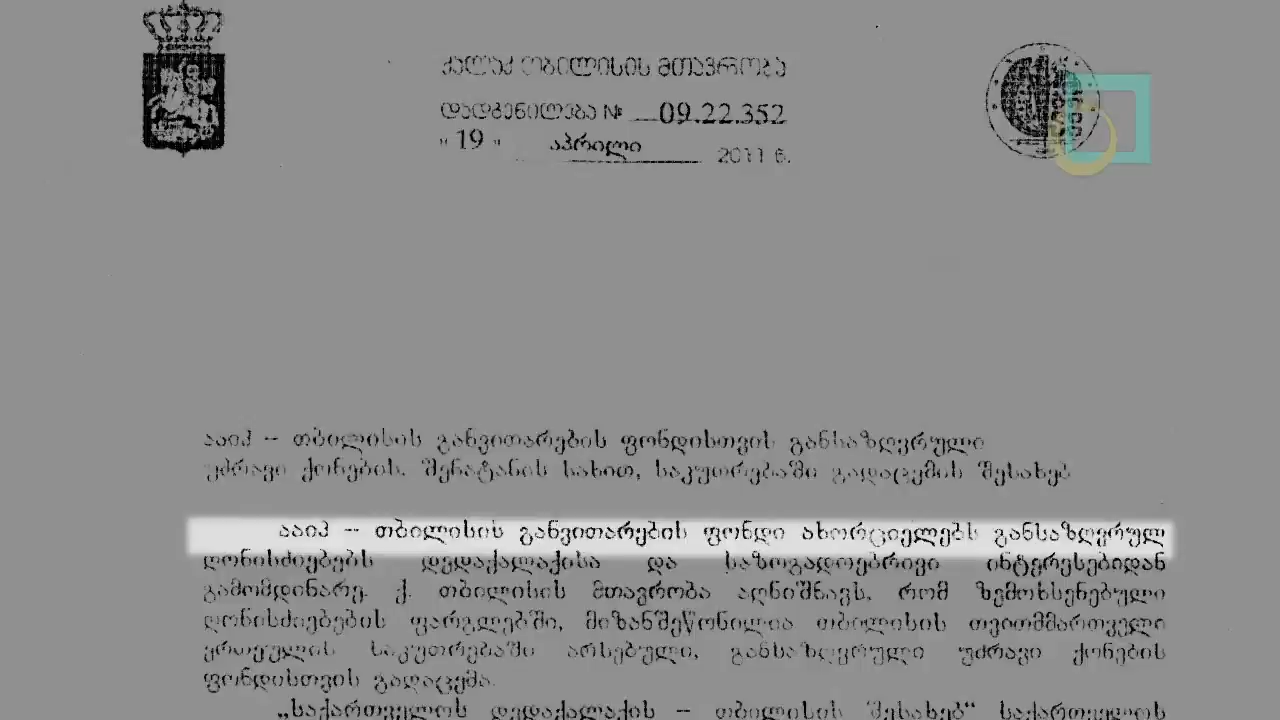 ქალაქ თბილისის მთავრობა
დადგენილება № 09.22.352
" 19 " აპრილი 2011 წ.
ააიპ – თბილისის განვითარების ფონდისთვის განსაზღვრული
უძრავი ქონების, შენატანის სახით, საკუთრებაში გადაცემის შესახებ
ააიპ – თბილისის განვითარების ფონდი ახორციელებს განსაზღვრულ
ღონისძიებებს დედაქალაქისა და საზოგადოებრივი ინტერესებიდან
გამომდინარე. ქ. თბილისის მთავრობა აღნიშნავს, რომ ზემოხსენებული
ღონისძიებების ფარგლებში, მიზანშეწონილია თბილისის თვითმმართველი
ერთეულის საკუთრებაში არსებული, განსაზღვრული უძრავი ქონების
ფონდისთვის გადაცემა.
„საქართველოს დედაქალაქის – თბილისის შესახებ“ საქართველოს